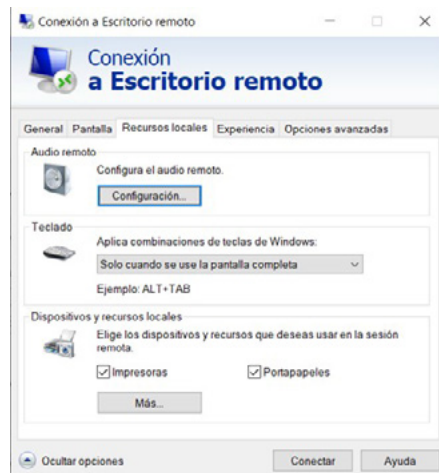 Conexión a Escritorio remoto
Conexión
a Escritorio remoto
General Pantalla Recursos locales Experiencia Opciones avanzadas
Audio remoto
Configura el audio remoto.
Configuración...
Teclado
Aplica combinaciones de teclas de Windows:
Solo cuando se use la pantalla completa
Ejemplo: ALT+TAB
Dispositivos y recursos locales
Elige los dispositivos y recursos que deseas usar en la sesión
remota.
Impresoras Portapapeles
Más...
Ocultar opciones Conectar Ayuda